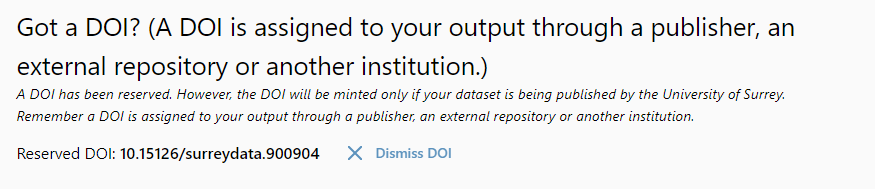 Got a DOI? (A DOI is assigned to your output through a publisher, an
external repository or another institution.)
A DOI has been reserved. However, the DOI will be minted only if your dataset is being published by the University of Surrey.
Remember a DOI is assigned to your output through a publisher, an external repository or another institution.
Reserved DOI: 10.15126/surreydata.900904 Dismiss DOI